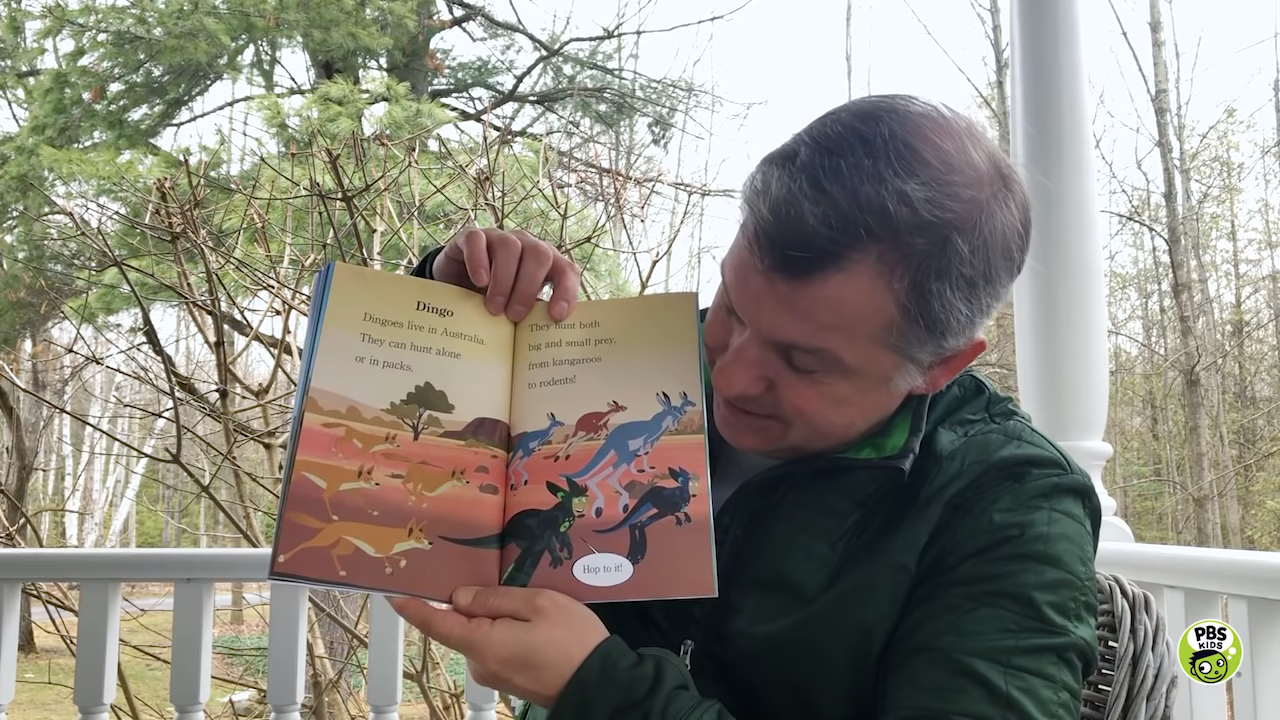 Dingo
Dingoes live in Australia.
They can hunt alone
or in packs.
They hunt both
big and small prey,
from kangaroos
to rodents!
Hop to it!
PBS
KIDS